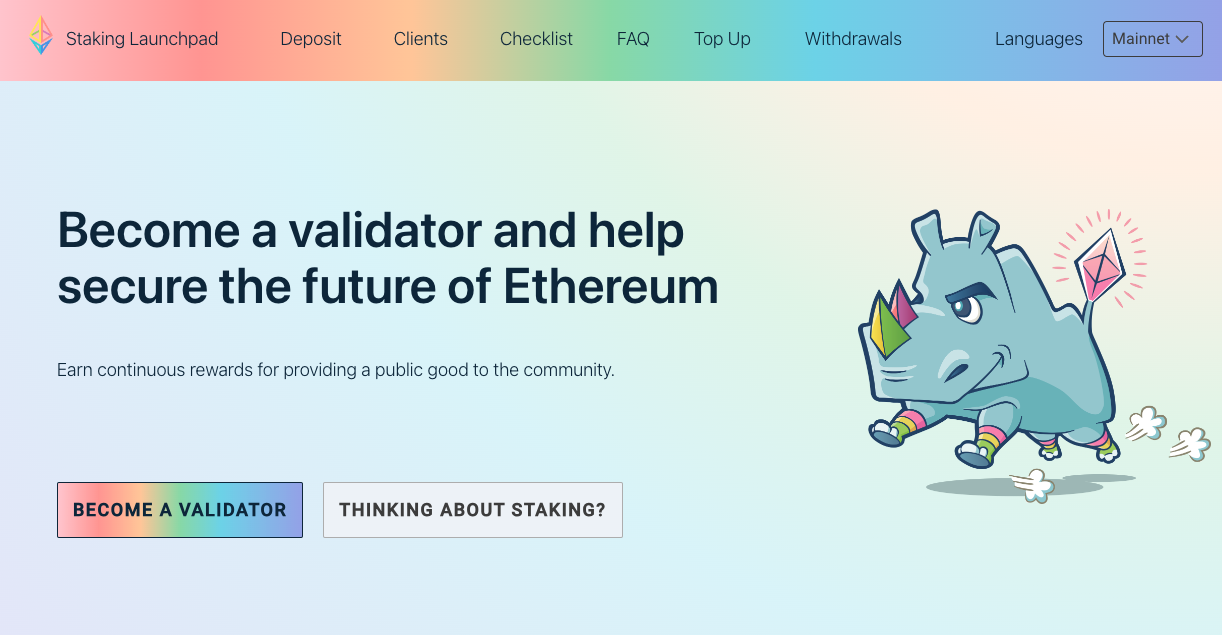 Staking Launchpad Deposit Clients Checklist FAQ Top Up Withdrawals Languages Mainnet
Become a validator and help
secure the future of Ethereum
Earn continuous rewards for providing a public good to the community.
BECOME A VALIDATOR THINKING ABOUT STAKING?